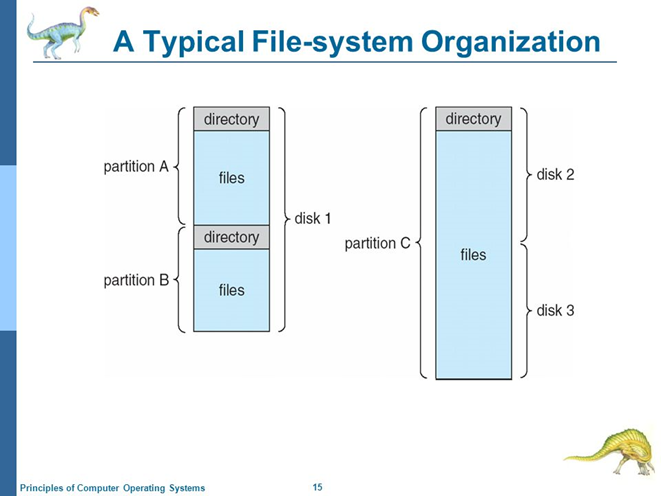 A Typical File-system Organization
directory
partition A
files
disk 1
directory
partition B
files
directory
disk 2
partition C
files
disk 3
Principles of Computer Operating Systems
15